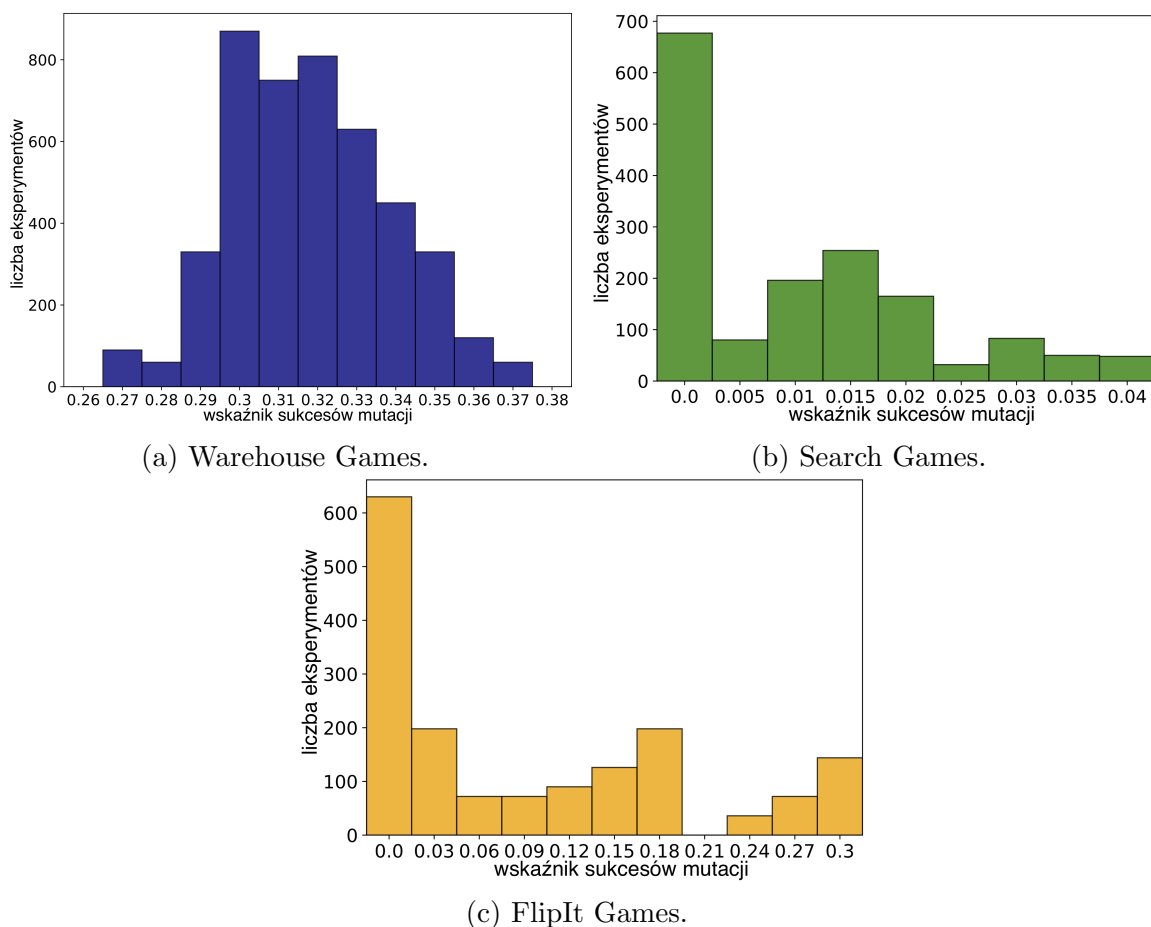 800
600
400
200
0
liczba eksperymentów
0.26 0.27 0.28 0.29 0.3 0.31 0.32 0.33 0.34 0.35 0.36 0.37 0.38
wskaźnik sukcesów mutacji
(a) Warehouse Games.
700
600
500
400
300
200
100
0
liczba eksperymentów
0.0 0.005 0.01 0.015 0.02 0.025 0.03 0.035 0.04
wskaźnik sukcesów mutacji
(b) Search Games.
600
500
400
300
200
100
0
liczba eksperymentów
0.0 0.03 0.06 0.09 0.12 0.15 0.18 0.21 0.24 0.27 0.3
wskaźnik sukcesów mutacji
(c) FlipIt Games.